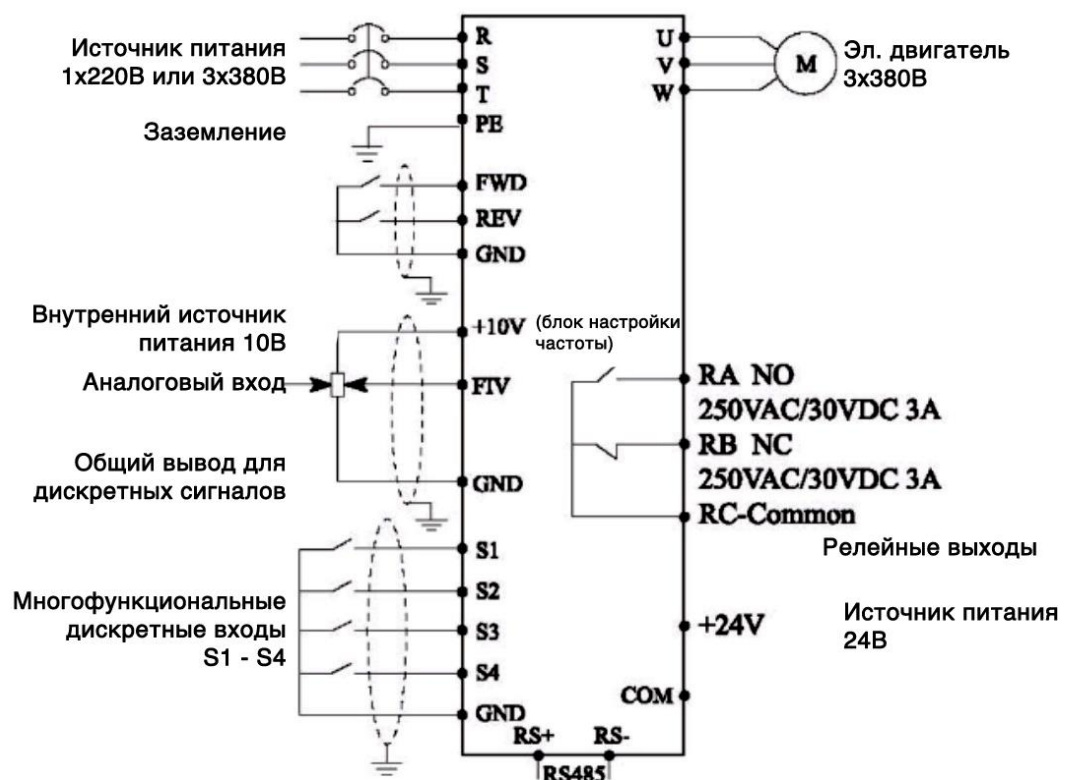 Источник питания
1x220В или 3x380В
R
S
T
PE
Заземление
U
V
W
M
Эл. двигатель
3x380В
FWD
REV
GND
Внутренний источник
питания 10В
+10V
(блок настройки
частоты)
Аналоговый вход
FIV
Общий вывод для
дискретных сигналов
GND
RA NO
250VAC/30VDC 3A
RB NC
250VAC/30VDC 3A
RC-Common
Релейные выходы
Многофункциональные
дискретные входы
S1 - S4
S1
S2
S3
S4
GND
+24V
Источник питания
24В
COM
RS+ RS-
RS485